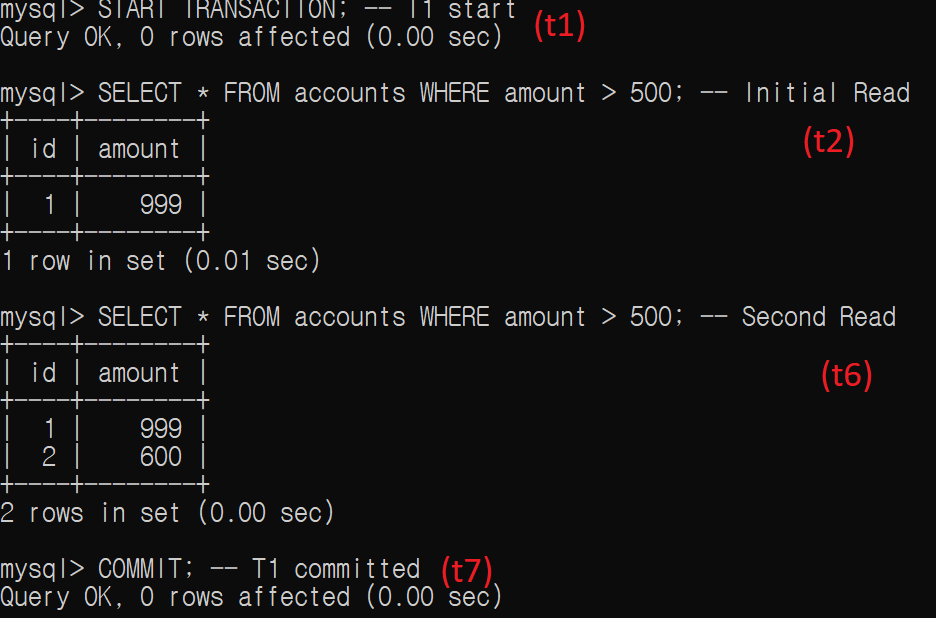 mysql> START TRANSACTION; -- T1 start (t1)
Query OK, 0 rows affected (0.00 sec)
mysql> SELECT * FROM accounts WHERE amount > 500; -- Initial Read
(t2)
+----+--------+
| id | amount |
+----+--------+
|  1 |    999 |
+----+--------+
1 row in set (0.01 sec)
mysql> SELECT * FROM accounts WHERE amount > 500; -- Second Read
+----+--------+
| id | amount | (t6)
+----+--------+
|  1 |    999 |
|  2 |    600 |
+----+--------+
2 rows in set (0.00 sec)
mysql> COMMIT; -- T1 committed (t7)
Query OK, 0 rows affected (0.00 sec)